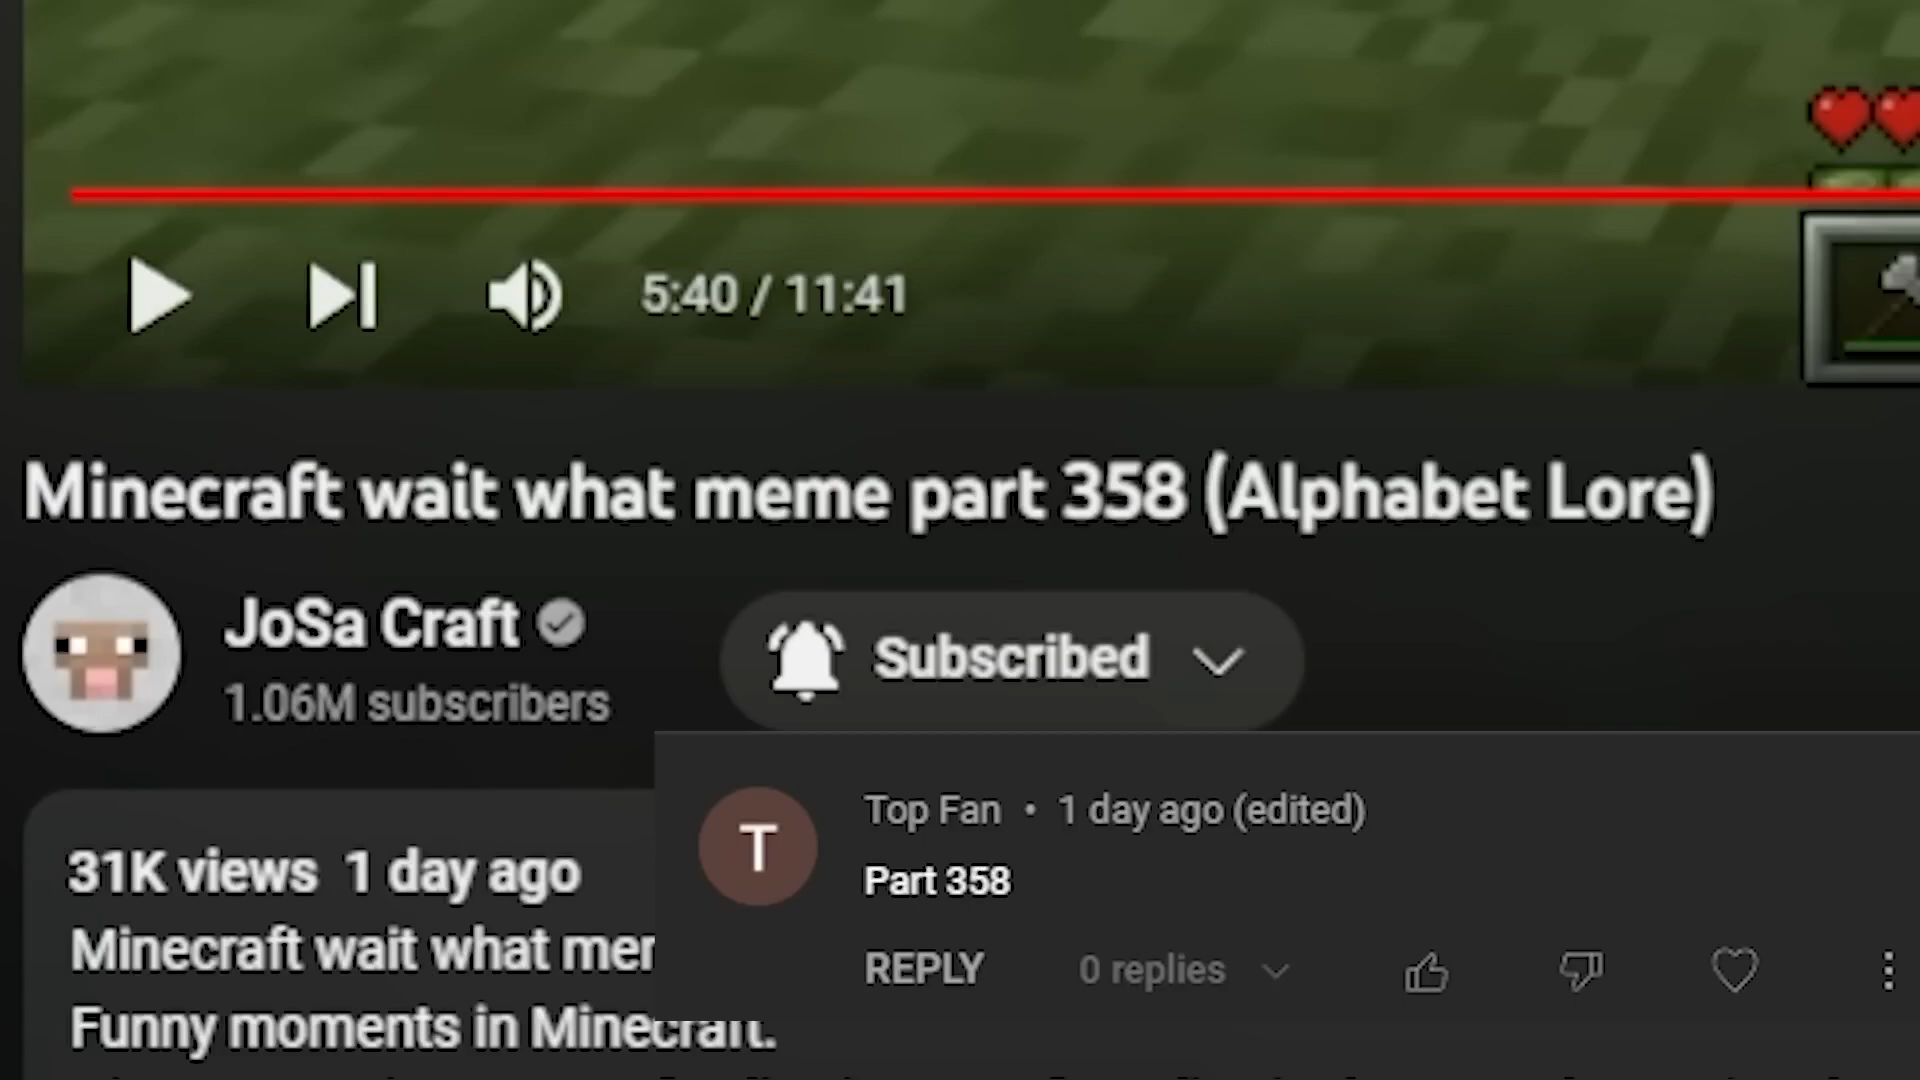 5:40 / 11:41
Minecraft wait what meme part 358 (Alphabet Lore)
JoSa Craft
1.06M subscribers
Subscribed
31K views 1 day ago
Minecraft wait what mem
Funny moments in Minecraft.
T
Top Fan • 1 day ago (edited)
Part 358
REPLY 0 replies